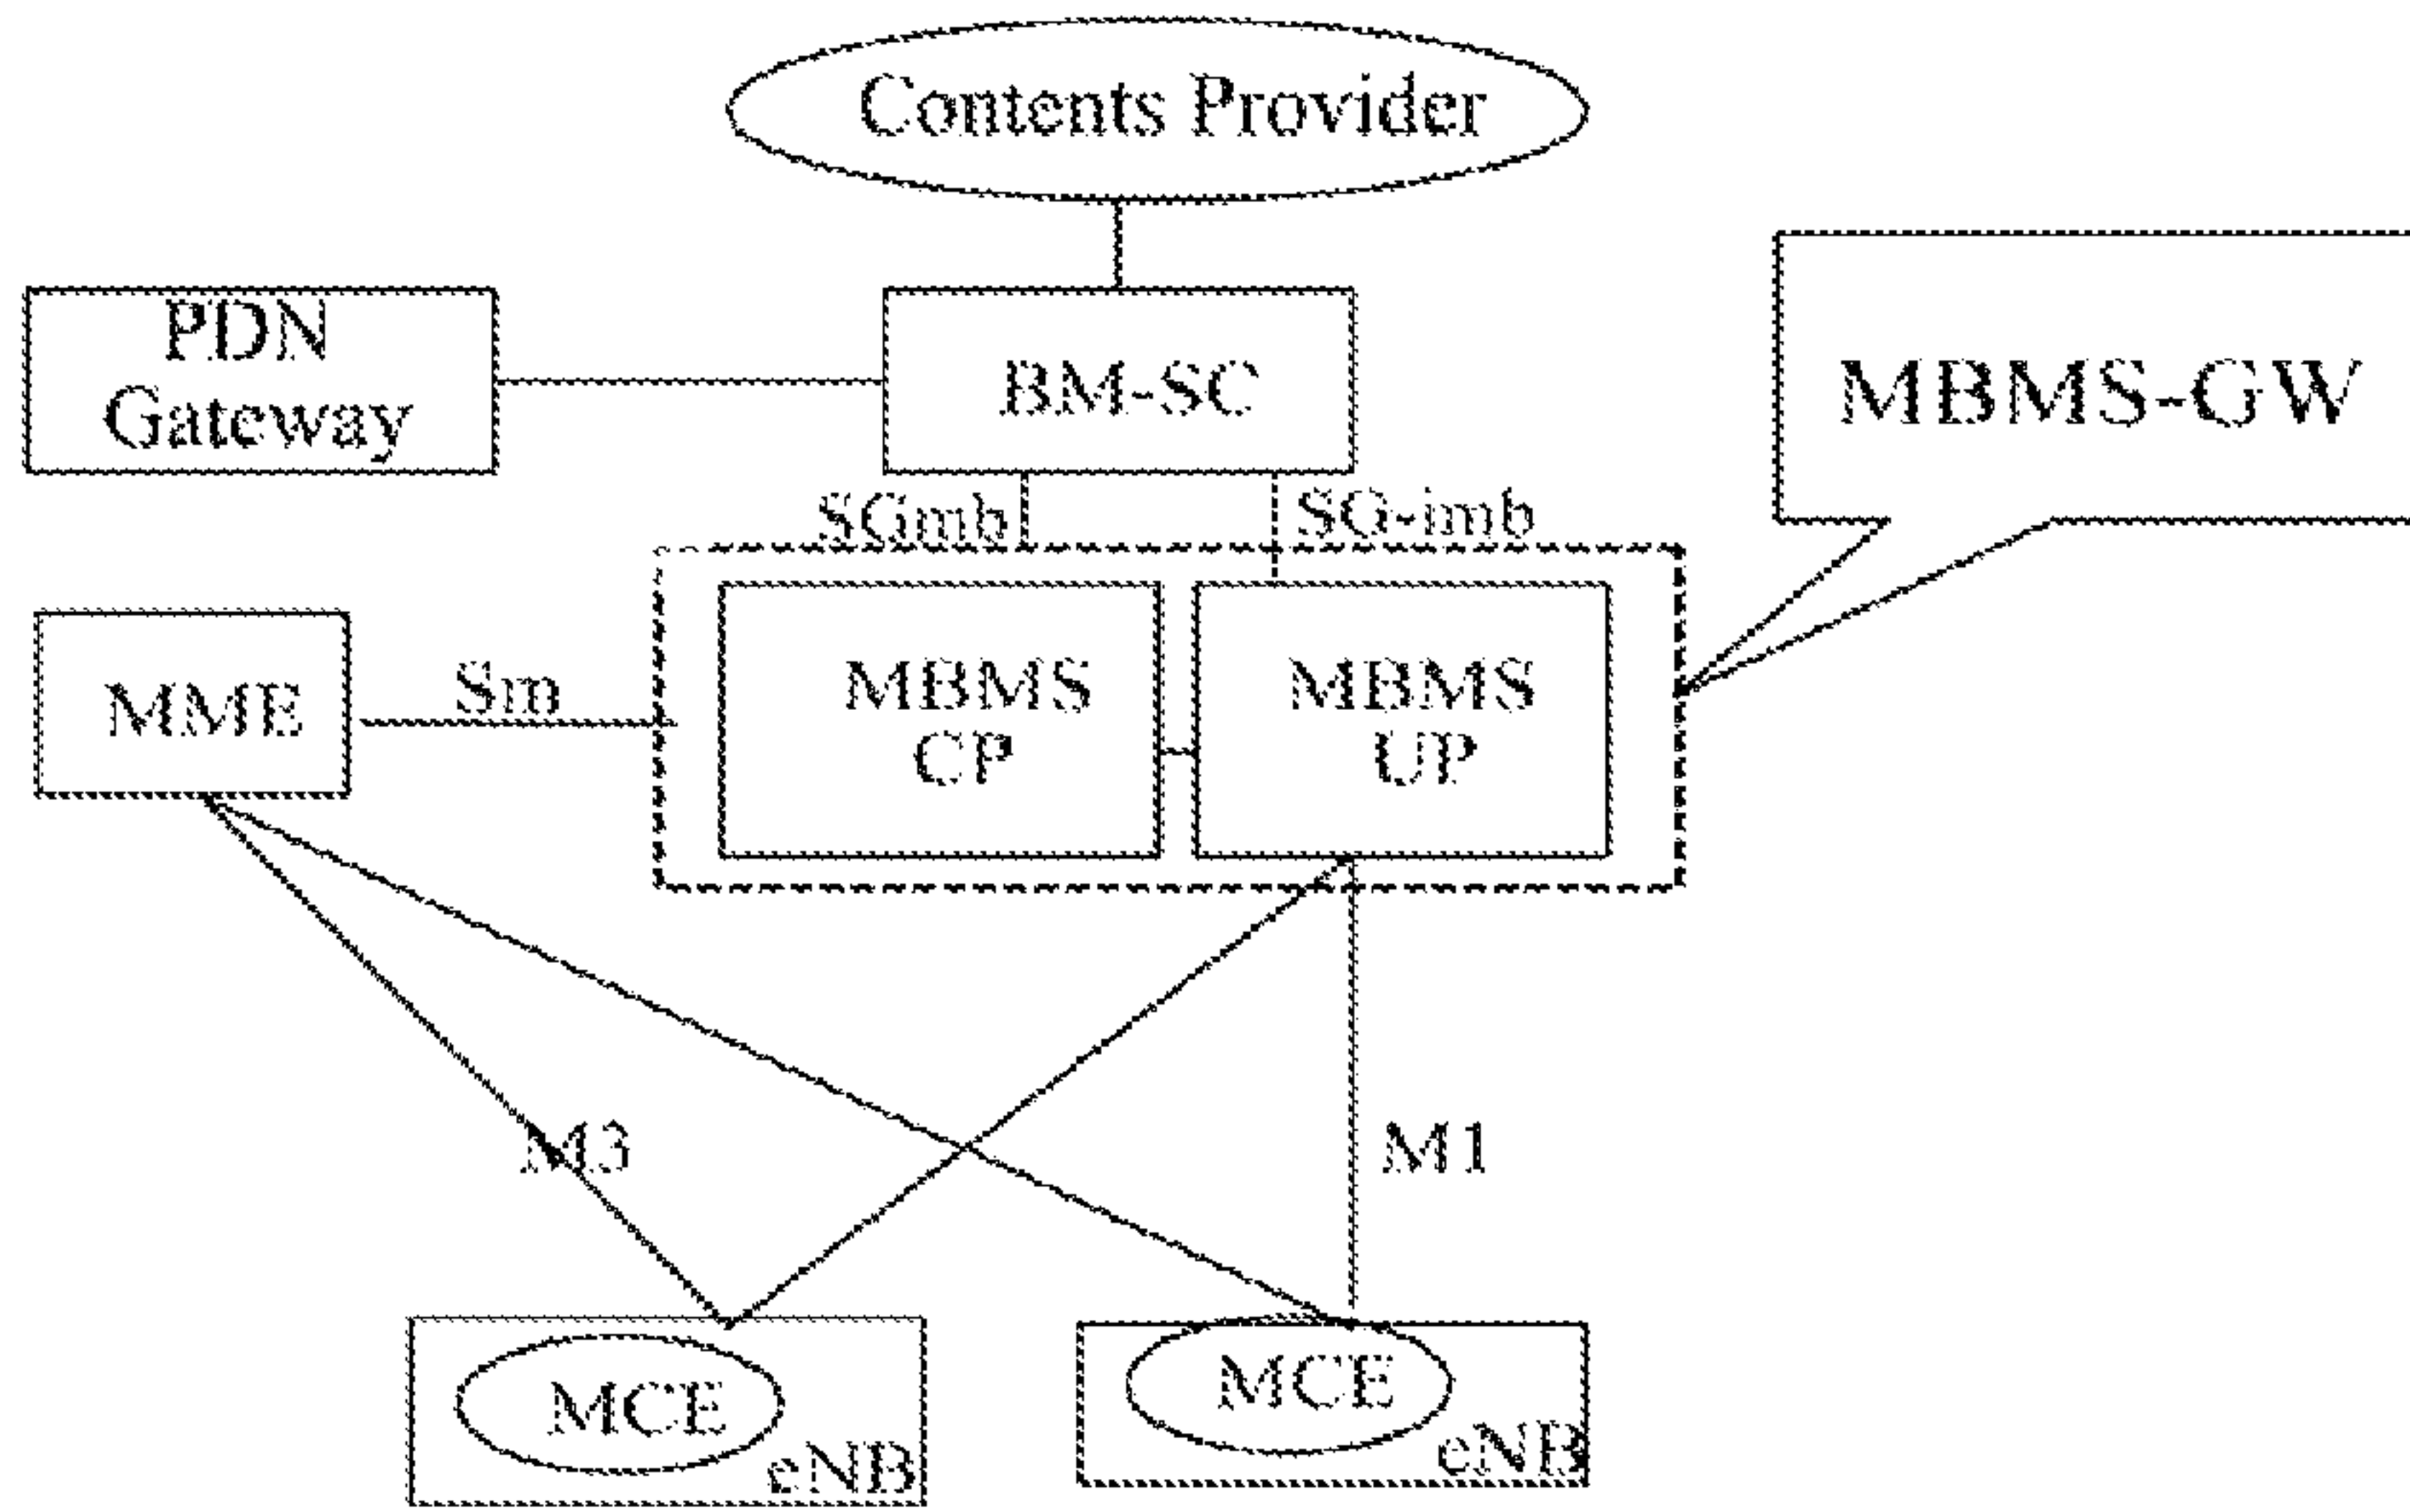 Contents Provider
PDN
Gateway
BM-SC
MBMS-GW
SGmb
SG-imb
MME
Sm
MBMS
CP
MBMS
UP
M3
M1
MCE
eNB
MCE
eNB